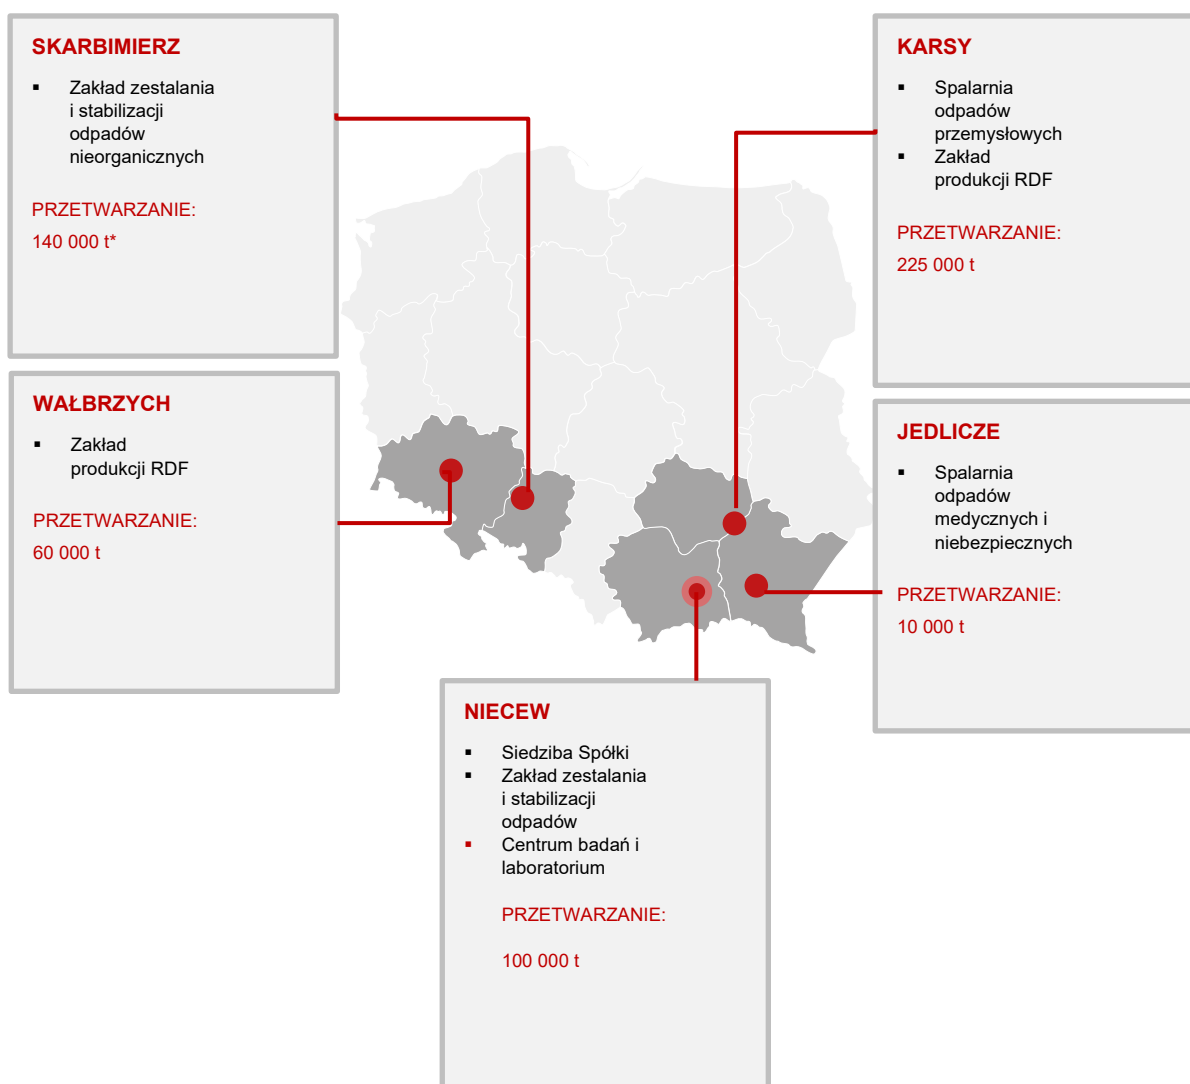 SKARBIMIERZ
▪ Zakład zestalania
i stabilizacji
odpadów
nieorganicznych
PRZETWARZANIE:
140 000 t*
WAŁBRZYCH
▪ Zakład
produkcji RDF
PRZETWARZANIE:
60 000 t
KARSY
▪ Spalarnia
odpadów
przemysłowych
▪ Zakład
produkcji RDF
PRZETWARZANIE:
225 000 t
JEDLICZE
▪ Spalarnia
odpadów
medycznych i
niebezpiecznych
PRZETWARZANIE:
10 000 t
NIECEW
▪ Siedziba Spółki
▪ Zakład zestalania
i stabilizacji
odpadów
▪ Centrum badań i
laboratorium
PRZETWARZANIE:
100 000 t